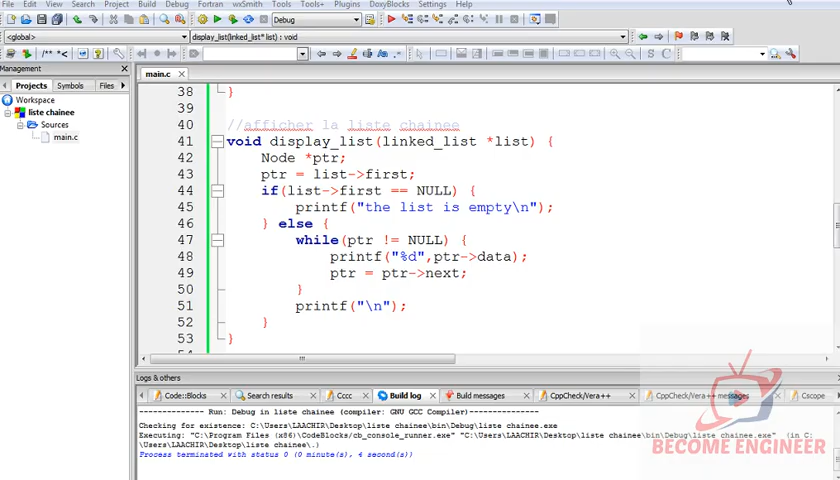 File Edit View Search Project Build Debug Fortran wxSmith Tools Tools+ Plugins DoxyBlocks Settings Help
Debug
<global> display_list(linked_list* list) : void
/** *<
S C
Management
Projects Symbols Files
main.c
Workspace
liste chainee
Sources
main.c
38 }
39
40 //afficher la liste chainee
41 void display_list(linked_list *list) {
42 Node *ptr;
43 ptr = list->first;
44 if(list->first == NULL) {
45 printf("the list is empty\n");
46 } else {
47 while(ptr != NULL) {
48 printf("%d",ptr->data);
49 ptr = ptr->next;
50 }
51 printf("\n");
52 }
53 }
Logs & others
Code::Blocks Search results Cccc Build log Build messages CppCheck/Vera++ CppCheck/Vera++ messages Cscope
-------------- Run: Debug in liste chainee (compiler: GNU GCC Compiler)---------------
Checking for existence: C:\Users\LAACHIR\Desktop\liste chainee\bin\Debug\liste chainee.exe
Executing: "C:\Program Files (x86)\CodeBlocks/cb_console_runner.exe" "C:\Users\LAACHIR\Desktop\liste chainee\bin\Debug\liste chainee.exe" (in C:
\Users\LAACHIR\Desktop\liste chainee\.)
Process terminated with status 0 (0 minute(s), 4 second(s))
BECOME ENGINEER